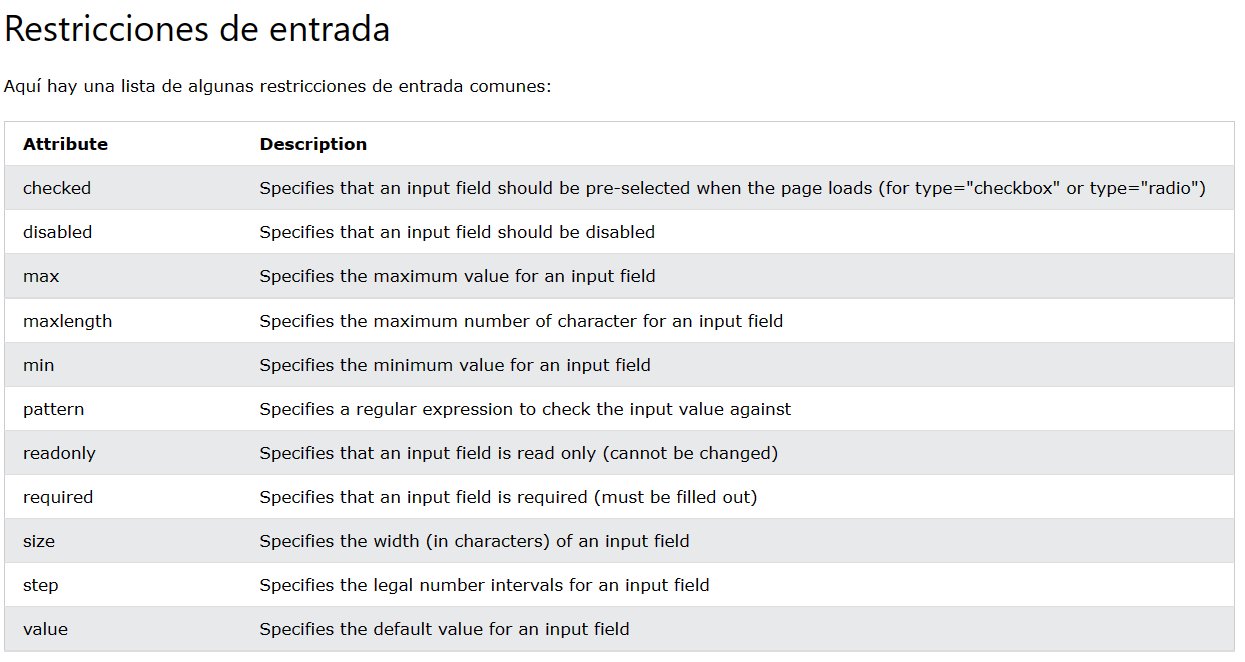 Restricciones de entrada
Aquí hay una lista de algunas restricciones de entrada comunes:
Attribute Description
checked Specifies that an input field should be pre-selected when the page loads (for type="checkbox" or type="radio")
disabled Specifies that an input field should be disabled
max Specifies the maximum value for an input field
maxlength Specifies the maximum number of character for an input field
min Specifies the minimum value for an input field
pattern Specifies a regular expression to check the input value against
readonly Specifies that an input field is read only (cannot be changed)
required Specifies that an input field is required (must be filled out)
size Specifies the width (in characters) of an input field
step Specifies the legal number intervals for an input field
value Specifies the default value for an input field